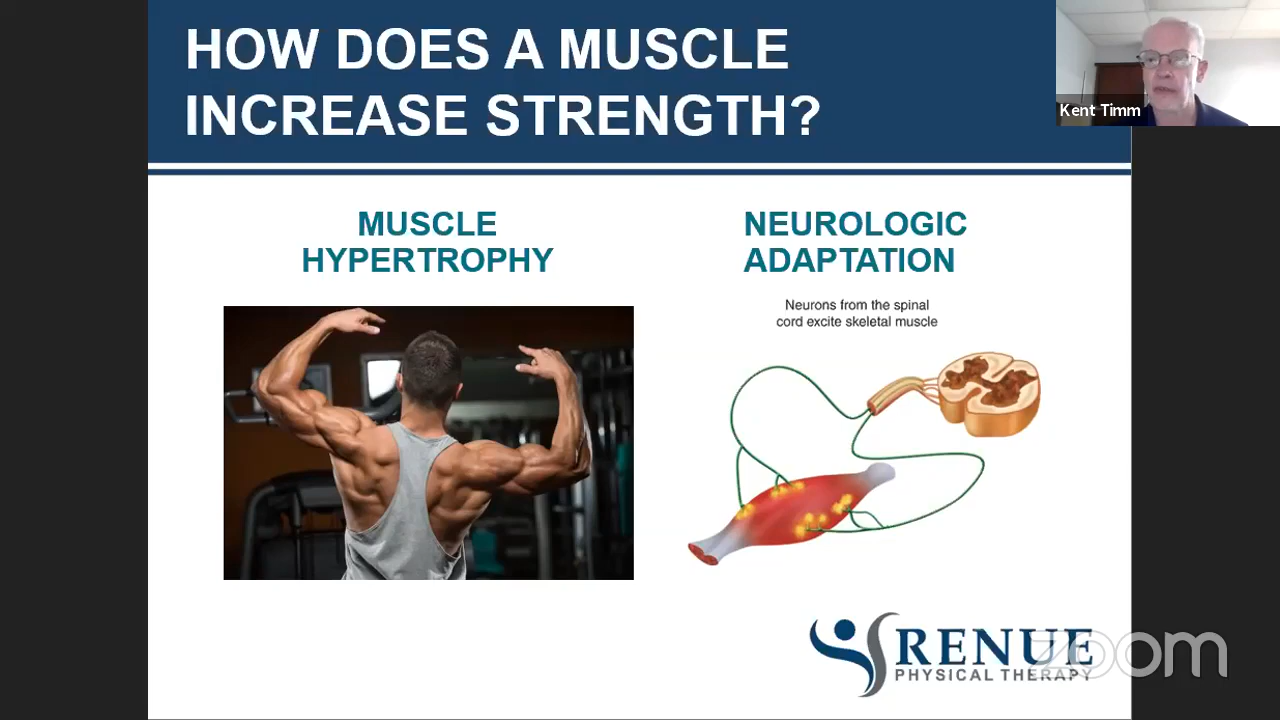 HOW DOES A MUSCLE
INCREASE STRENGTH?
Kent Timm
MUSCLE
HYPERTROPHY
NEUROLOGIC
ADAPTATION
Neurons from the spinal
cord excite skeletal muscle
RENUE
PHYSICAL THERAPY
zoom